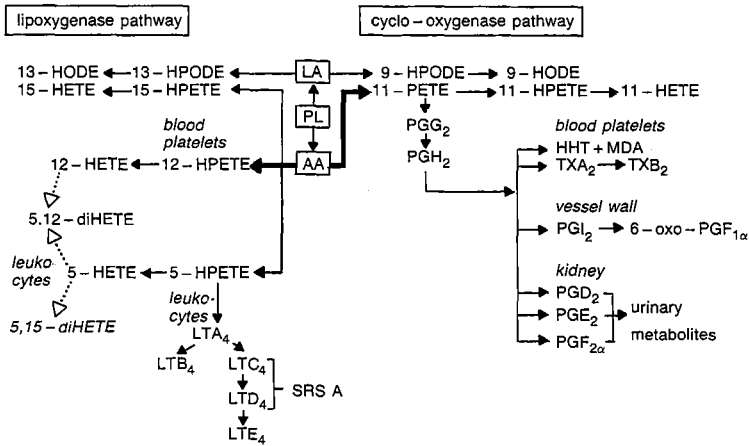 lipoxygenase pathway
cyclo-oxygenase pathway
13-HODE 13-HPODE LA 9-HPODE 9-HODE
15-HETE 15-HPETE 11-PETE 11-HPETE 11-HETE
PL
PGG2
blood platelets
blood
platelets
PGH2
HHT + MDA
12-HETE 12-HPETE AA
TXA2 TXB2
5.12-diHETE
vessel wall
PGI2 6-oxo-PGF1α
leuko-
cytes
5-HETE 5-HPETE
kidney
PGD2
leuko-
cytes
PGE2
urinary
metabolites
5,15-diHETE
LTA4
PGF2α
LTB4 LTC4
SRS A
LTD4
LTE4